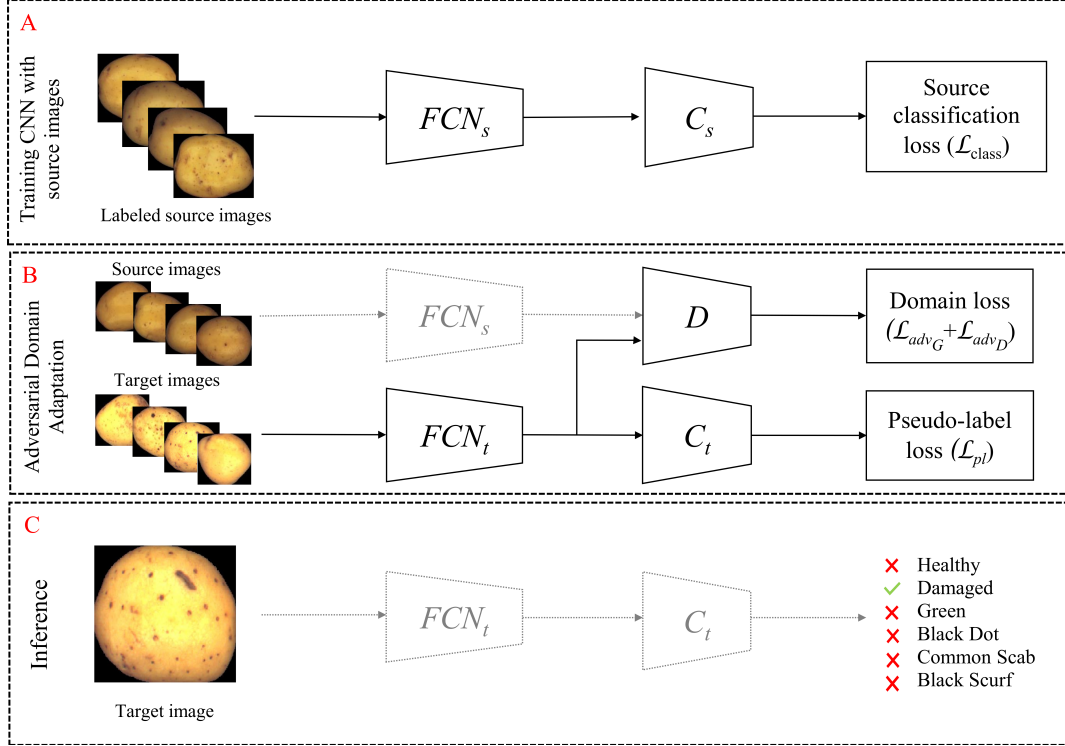 A
Training CNN with
source images
Labeled source images
FCNs
Cs
Source
classification
loss (ℒclass)
B
Adversarial Domain
Adaptation
Source images
FCNs
D
Domain loss
(ℒadvG+ℒadvD)
Target images
FCNt
Ct
Pseudo-label
loss (ℒpl)
C
Inference
Target image
FCNt
Ct
Healthy
Damaged
Green
Black Dot
Common Scab
Black Scurf